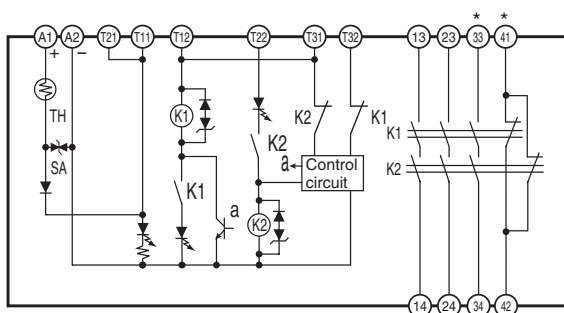 * *
A1 A2 T21 T11 T12 T22 T31 T32 13 23 33 41
+ −
TH
SA
K1
K1
a
K2
K2
K2
K1
a
Control
circuit
K1
K2
14 24 34 42